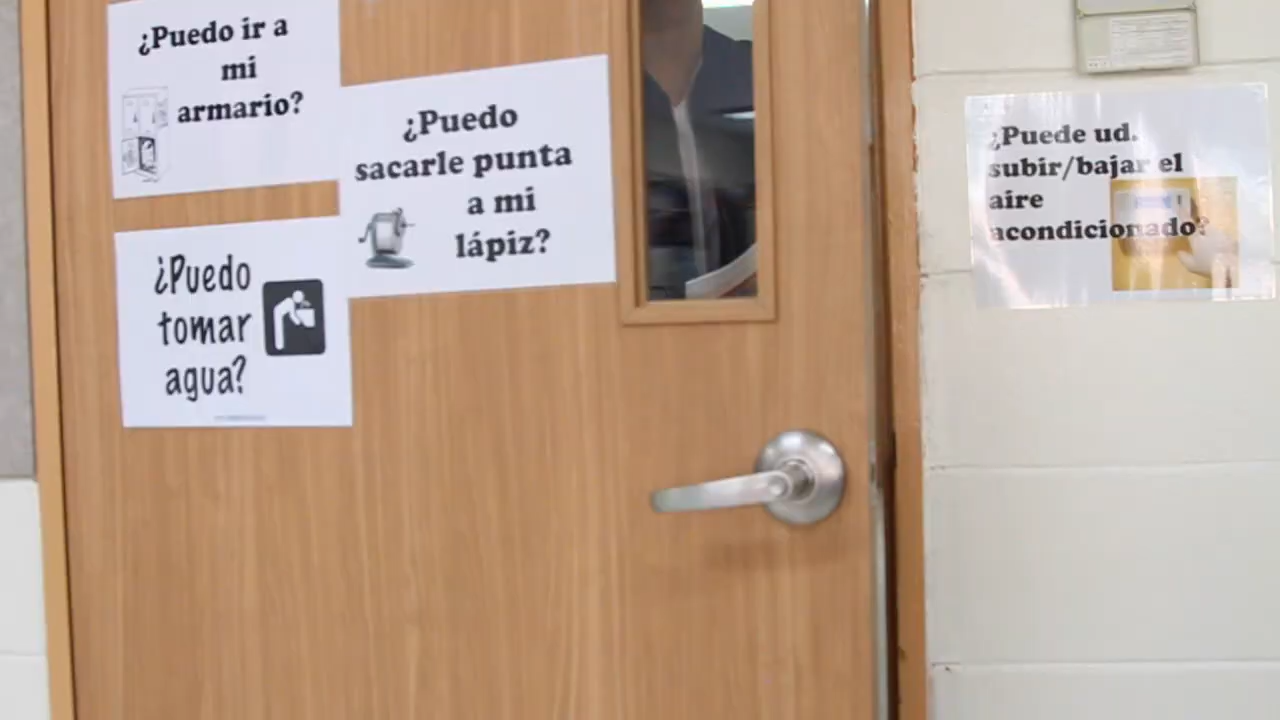 ¿Puedo ir a
mi
armario?
¿Puedo
sacarle punta
a mi
lápiz?
¿Puedo
tomar
agua?
¿Puede ud.
subir/bajar el
aire
acondicionado?